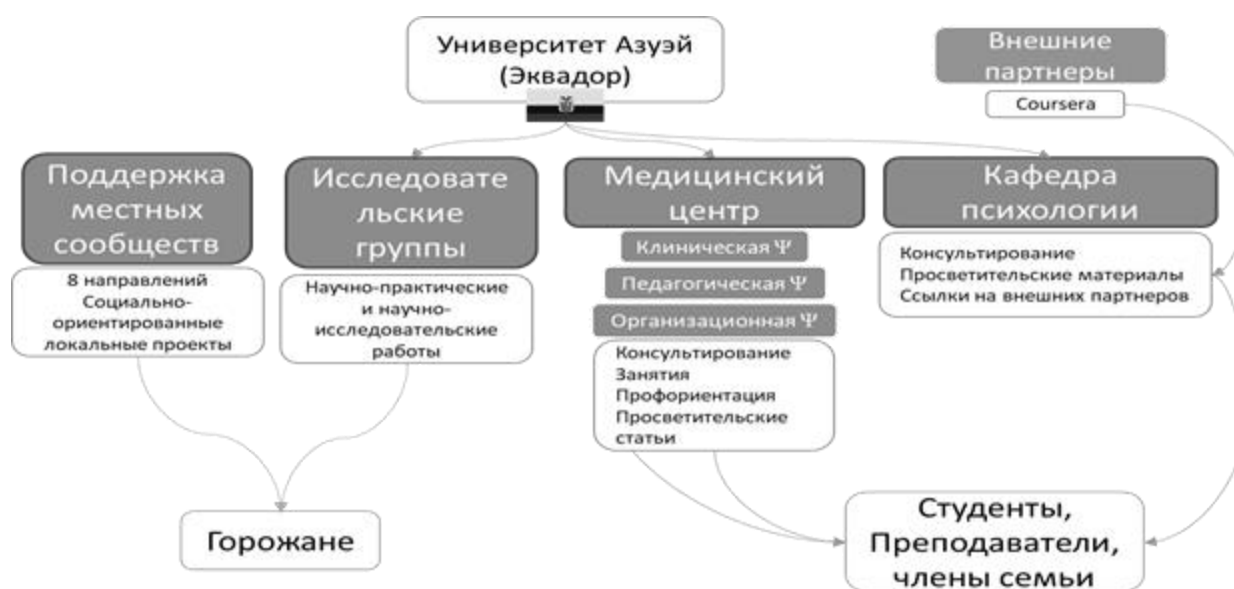 Университет Азуэй
(Эквадор)
Внешние
партнеры
Coursera
Поддержка
местных
сообществ
8 направлений
Социально-
ориентированные
локальные проекты
Исследовате
льские
группы
Научно-практические
и научно-
исследовательские
работы
Медицинский
центр
Клиническая Ψ
Педагогическая Ψ
Организационная Ψ
Консультирование
Занятия
Профориентация
Просветительские
статьи
Кафедра
психологии
Консультирование
Просветительские материалы
Ссылки на внешних партнеров
Горожане
Студенты,
Преподаватели,
члены семьи